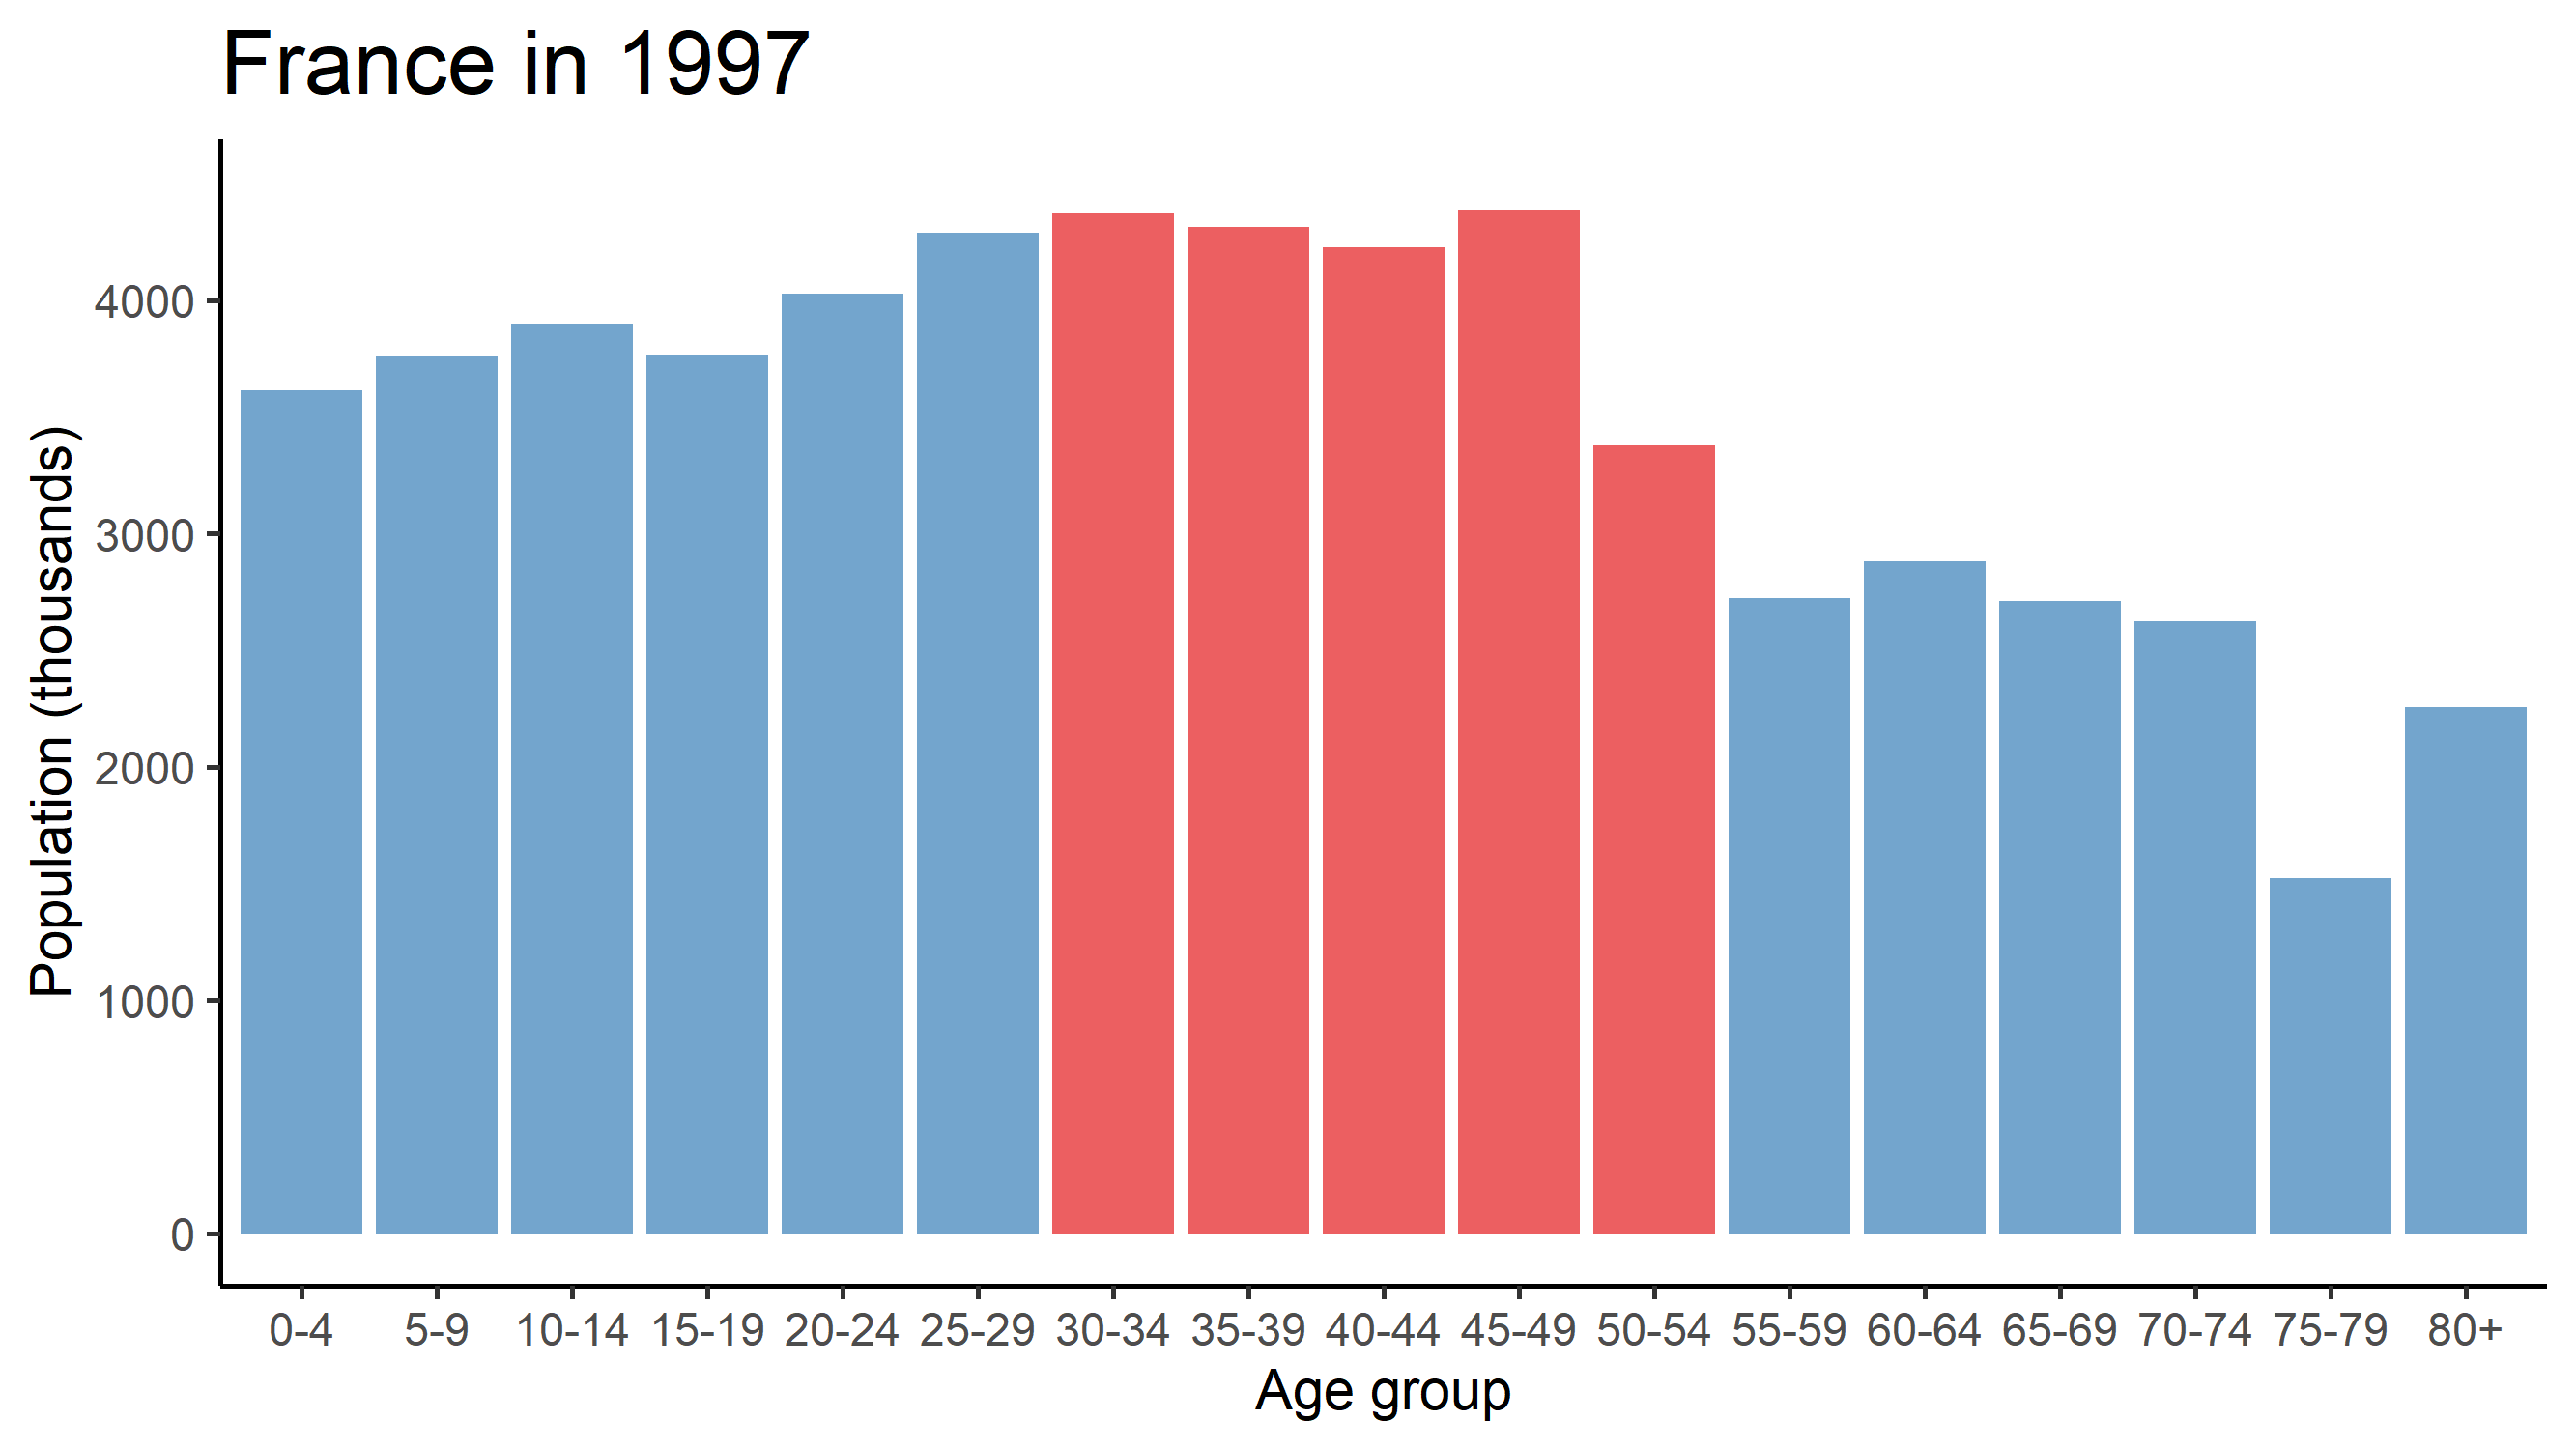 France in 1997
Population (thousands)
4000
3000
2000
1000
0
0-4 5-9 10-14 15-19 20-24 25-29 30-34 35-39 40-44 45-49 50-54 55-59 60-64 65-69 70-74 75-79 80+
Age group